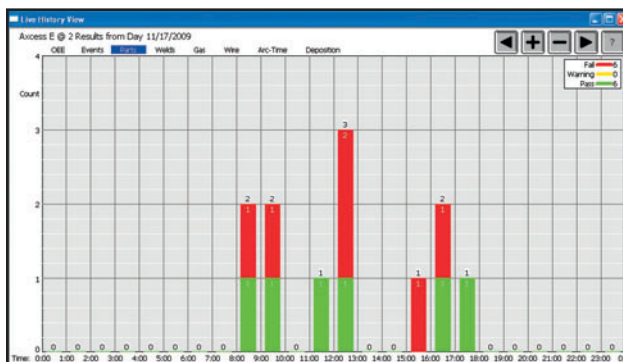 Live History View
Axcess E @ 2 Results from Day 11/17/2009
OEE Events Parts Welds Gas Wire Arc-Time Deposition
?
Fail 6
Warning 0
Pass 6
4
Count
3
2
1
0
3
2
2 2 2
1 1 1
1 1 1
1 1 1 1 1 1
0 0 0 0 0 0 0 0 0 0 0 0 0 0 0 0 0
Time: 0:00 1:00 2:00 3:00 4:00 5:00 6:00 7:00 8:00 9:00 10:00 11:00 12:00 13:00 14:00 15:00 16:00 17:00 18:00 19:00 20:00 21:00 22:00 23:00